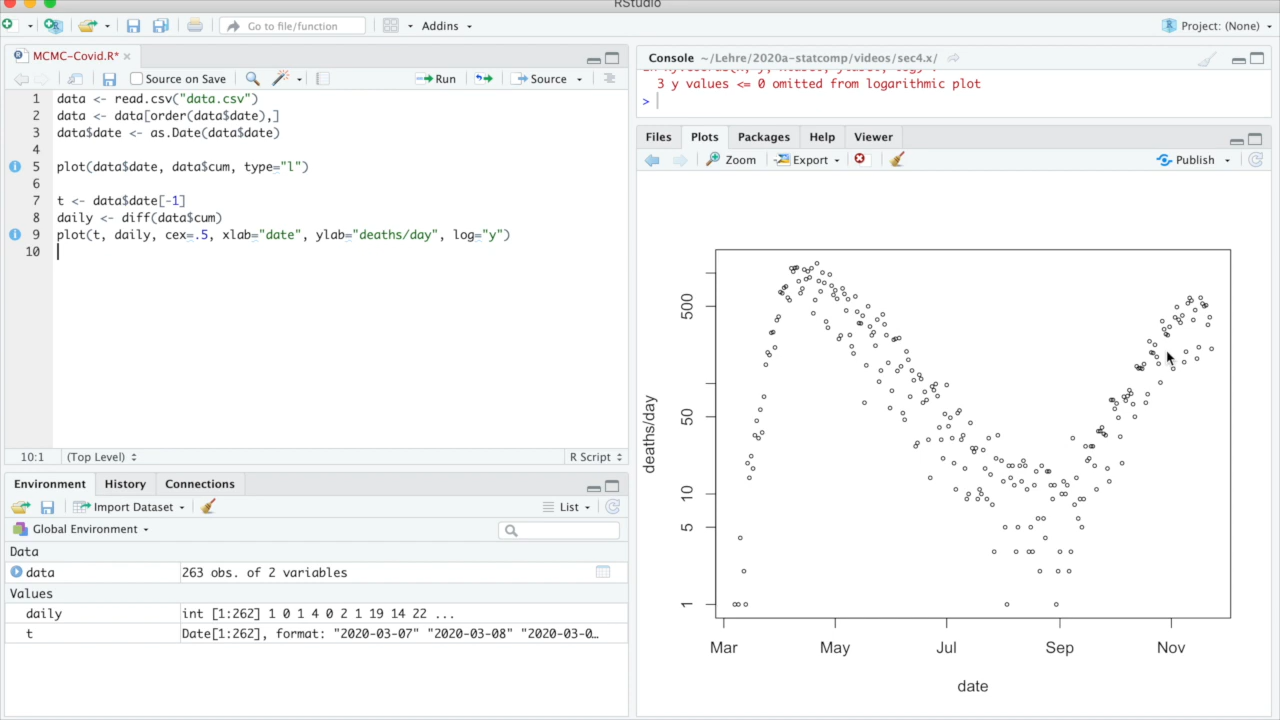 RStudio
Go to file/function
Addins
Project: (None)
MCMC-Covid.R*
Source on Save
Run
Source
1 data <- read.csv("data.csv")
2 data <- data[order(data$date),]
3 data$date <- as.Date(data$date)
4
5 plot(data$date, data$cum, type="l")
6
7 t <- data$date[-1]
8 daily <- diff(data$cum)
9 plot(t, daily, cex=.5, xlab="date", ylab="deaths/day", log="y")
10
10:1 (Top Level) R Script
Environment History Connections
Import Dataset List
Global Environment
Data
data 263 obs. of 2 variables
Values
daily int [1:262] 1 0 1 4 0 2 1 19 14 22 ...
t Date[1:262], format: "2020-03-07" "2020-03-08" "2020-03-0…
Console ~/Lehre/2020a-statcomp/videos/sec4.x/
3 y values <= 0 omitted from logarithmic plot
>
Files Plots Packages Help Viewer
Zoom Export Publish
deaths/day
500
50
10
5
1
Mar May Jul Sep Nov
date